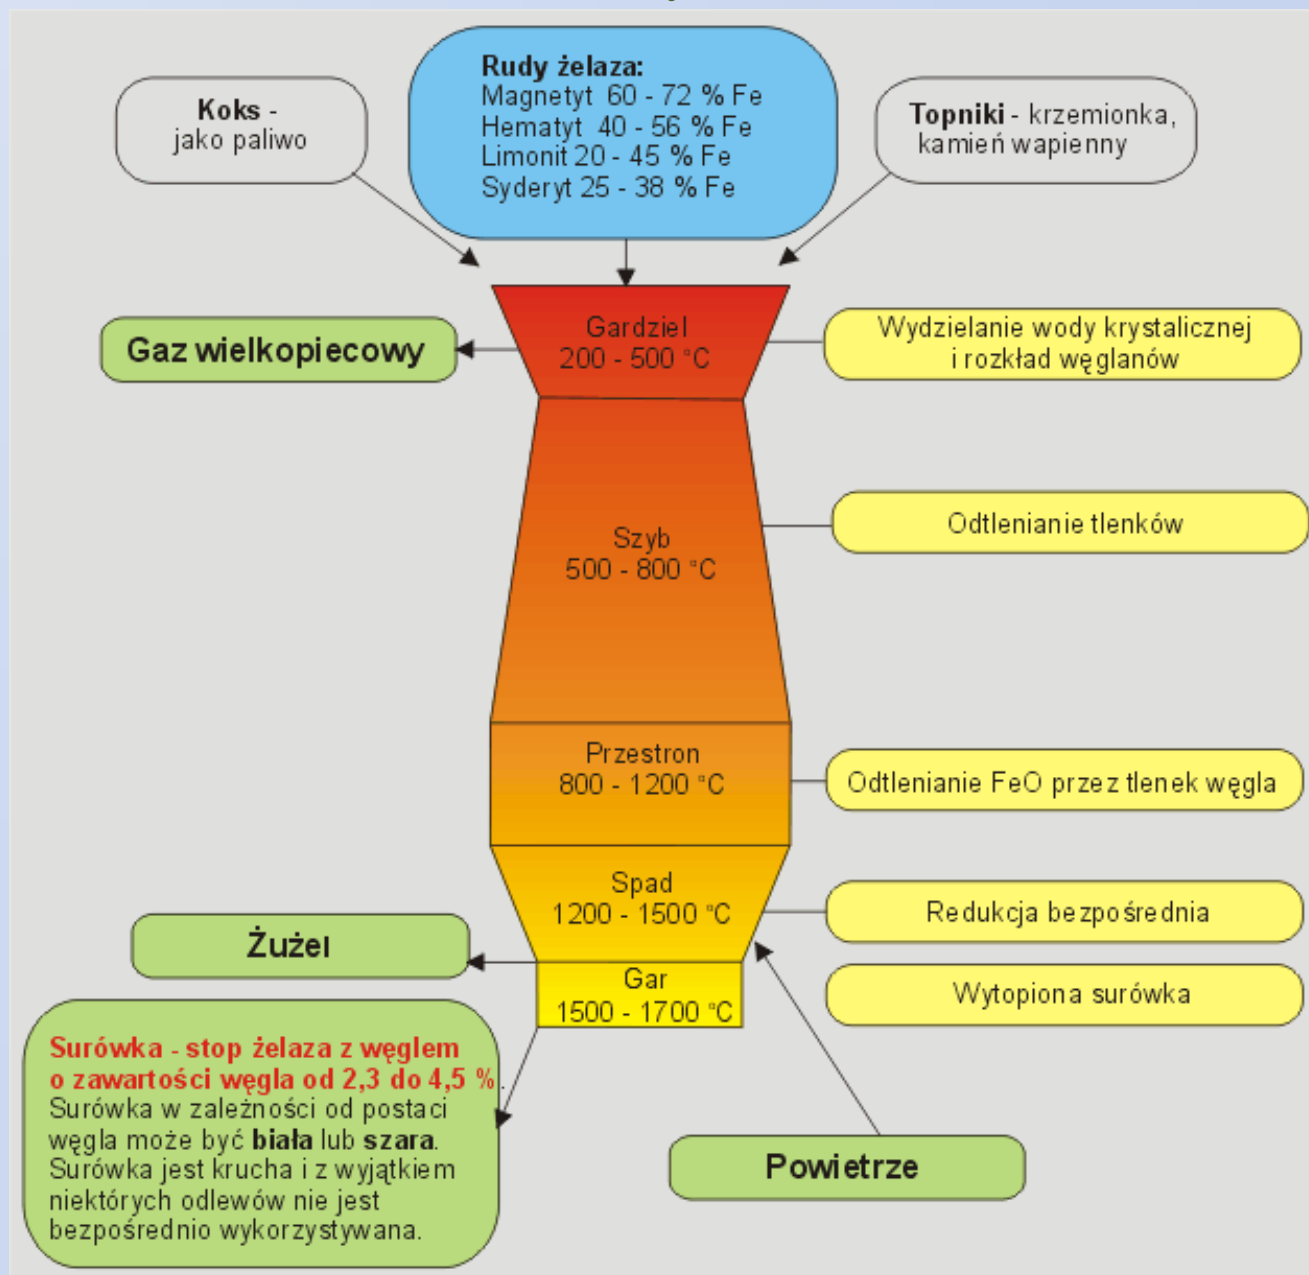 Koks -
jako paliwo
Rudy żelaza:
Magnetyt 60 - 72 % Fe
Hematyt 40 - 56 % Fe
Limonit 20 - 45 % Fe
Syderyt 25 - 38 % Fe
Topniki - krzemionka,
kamień wapienny
Gaz wielkopiecowy
Gardziel
200 - 500 °C
Wydzielanie wody krystalicznej
i rozkład węglanów
Szyb
500 - 800 °C
Odtlenianie tlenków
Przestron
800 - 1200 °C
Odtlenianie FeO przez tlenek węgla
Spad
1200 - 1500 °C
Redukcja bezpośrednia
Żużel
Gar
1500 - 1700 °C
Wytopiona surówka
Surówka - stop żelaza z węglem
o zawartości węgla od 2,3 do 4,5 %.
Surówka w zależności od postaci
węgla może być biała lub szara.
Surówka jest krucha i z wyjątkiem
niektórych odlewów nie jest
bezpośrednio wykorzystywana.
Powietrze